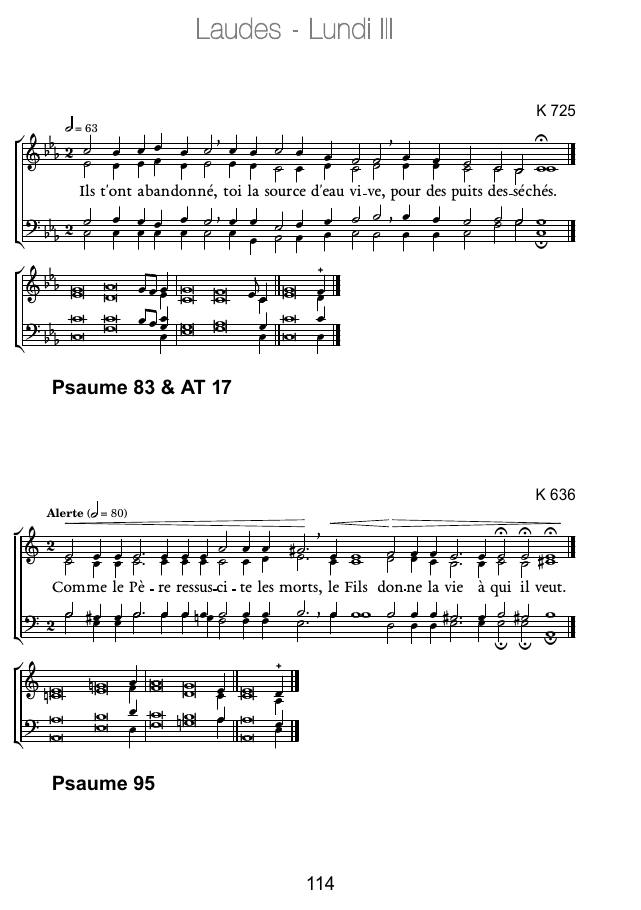 Laudes - Lundi III
K 725
= 63
Ils t'ont abandonné, toi la source d'eau vi-ve, pour des puits des-séchés.
Psaume 83 & AT 17
K 636
Alerte ( = 80)
Comme le Pè - re ressus-ci - te les morts, le Fils don-ne la vie à qui il veut.
Psaume 95
114